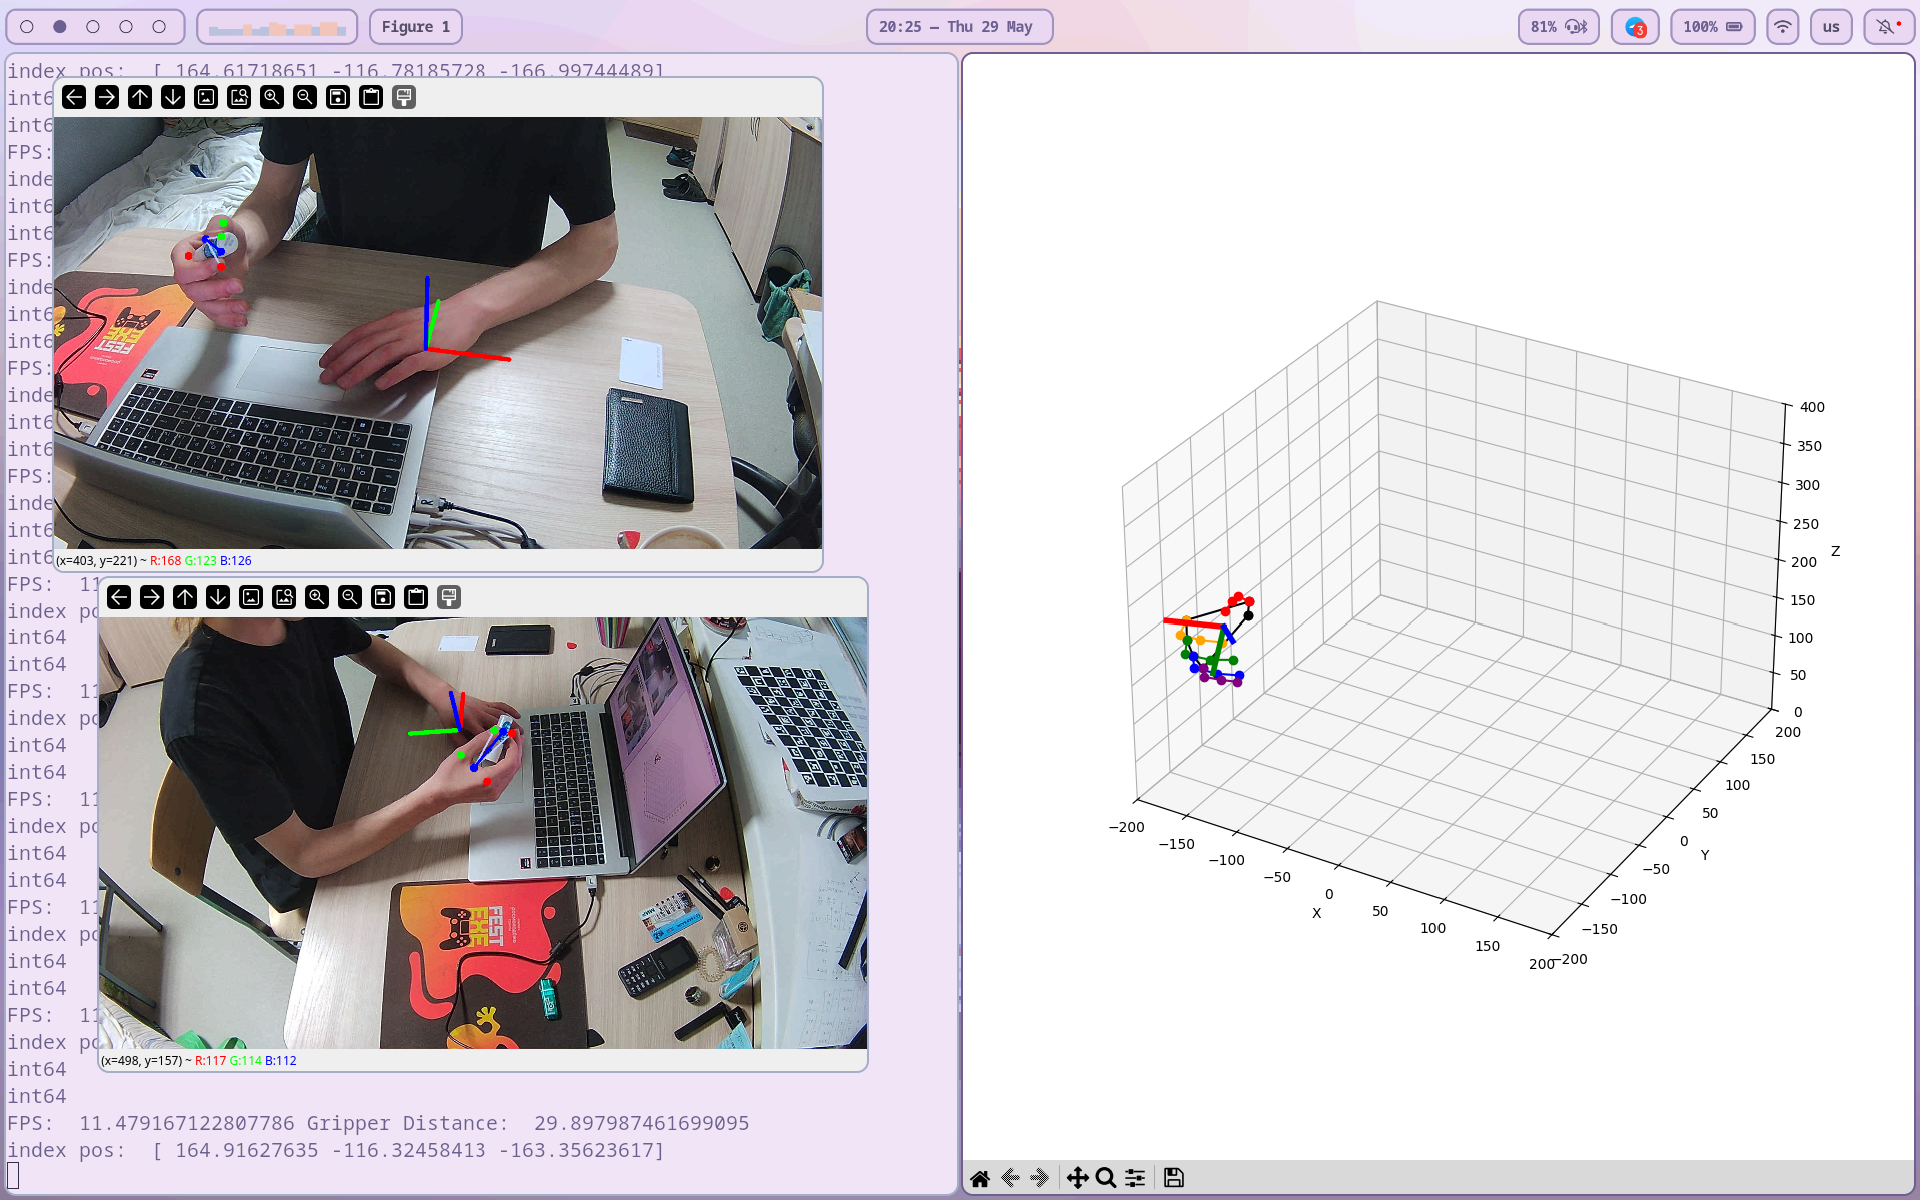 Figure 1
20:25 — Thu 29 May
81%
3
100%
us
index pos:  [ 164.61718651 -116.78185728 -166.997444489]
int6
int6
FPS:
inde
int6
int6
FPS:
inde
int6
int6
FPS:
inde
int6
int6
FPS:
inde
int6
int6
FPS:  11
index po
int64
int64
FPS:  11
index po
int64
int64
FPS:  11
index po
int64
int64
FPS:  11
index po
int64
int64
FPS:  11
index po
int64
int64
FPS:  11.479167122807786 Gripper Distance:  29.897987461699095
index pos:  [ 164.91627635 -116.32458413 -163.35623617]
EXE
FEST
(x=403, y=221) ~ R:168 G:123 B:126
EXE
FEST
(x=498, y=157) ~ R:117 G:114 B:112
400
350
300
250
Z
200
150
100
50
0
200
150
100
50
0
Y
−50
−100
−150
−200
−200
−150
−100
−50
0
X
50
100
150
200